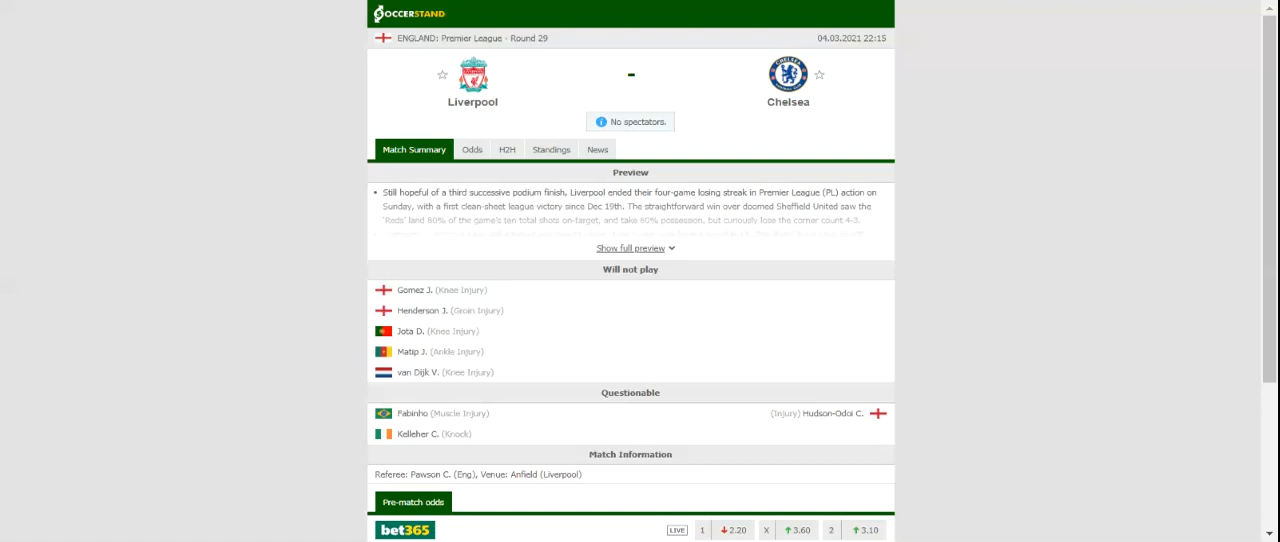 SOCCERSTAND
ENGLAND: Premier League - Round 29
04.03.2021 22:15
-
Liverpool
Chelsea
No spectators.
Match Summary Odds H2H Standings News
Preview
Still hopeful of a third successive podium finish, Liverpool ended their four-game losing streak in Premier League (PL) action on
Sunday, with a first clean-sheet league victory since Dec 19th. The straightforward win over doomed Sheffield United saw the
'Reds' land 80% of the game's ten total shots on-target, and take 60% possession, but curiously lose the corner count 4-3.
Show full preview
Will not play
Gomez J. (Knee Injury)
Henderson J. (Groin Injury)
Jota D. (Knee Injury)
Matip J. (Ankle Injury)
van Dijk V. (Knee Injury)
Questionable
Fabinho (Muscle Injury)
(Injury) Hudson-Odoi C.
Kelleher C. (Knock)
Match Information
Referee: Pawson C. (Eng), Venue: Anfield (Liverpool)
Pre-match odds
bet365 LIVE 1 2.20 X 3.60 2 3.10